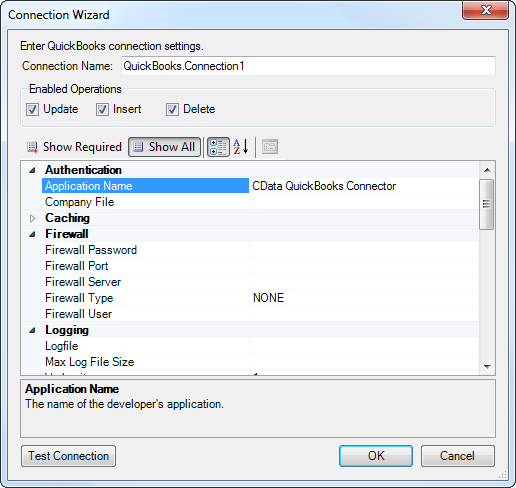 Connection Wizard
Enter QuickBooks connection settings.
Connection Name: QuickBooks.Connection1
Enabled Operations
Update Insert Delete
Show Required Show All
Authentication
Application Name CData QuickBooks Connector
Company File
Caching
Firewall
Firewall Password
Firewall Port
Firewall Server
Firewall Type NONE
Firewall User
Logging
Logfile
Max Log File Size
Application Name
The name of the developer's application.
Test Connection OK Cancel